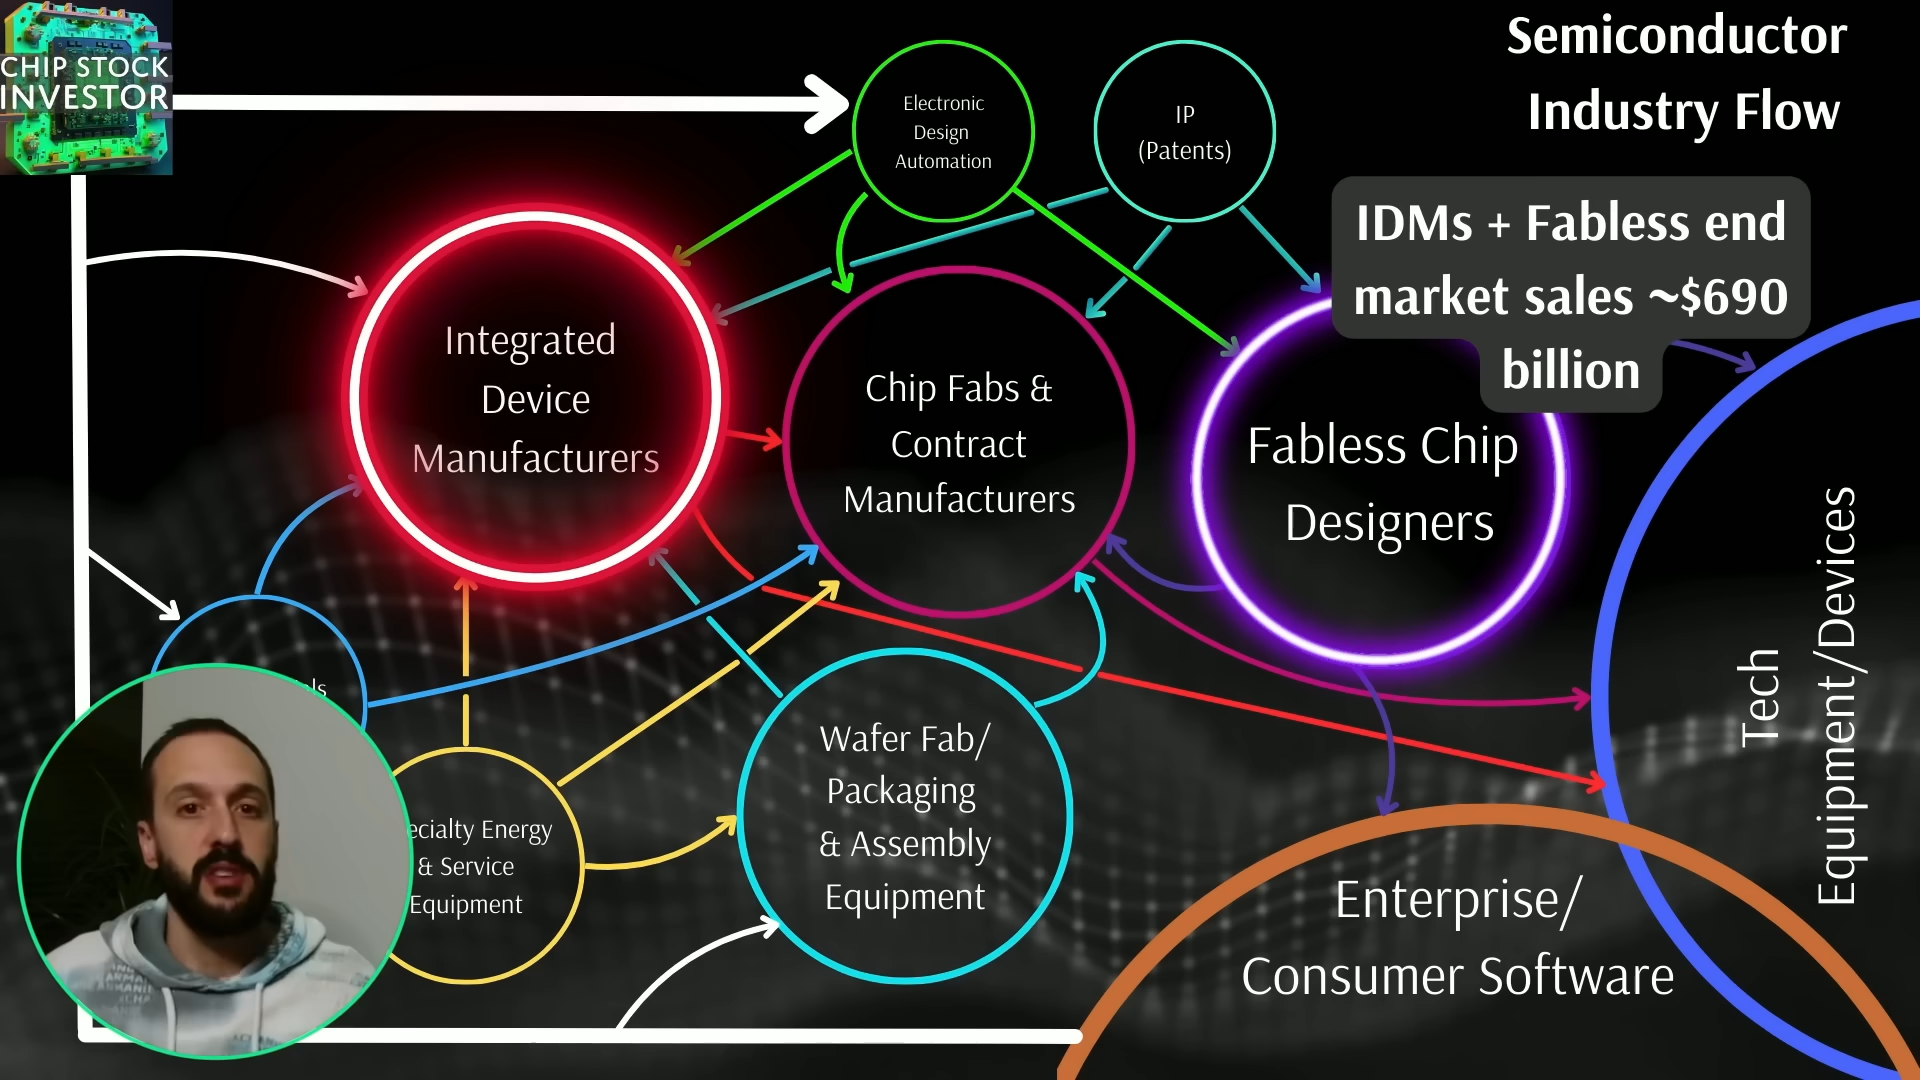 CHIP STOCK
INVESTOR
Semiconductor
Industry Flow
Electronic
Design
Automation
IP
(Patents)
IDMs + Fabless end
market sales ~$690
billion
Integrated
Device
Manufacturers
Chip Fabs &
Contract
Manufacturers
Fabless Chip
Designers
Tech
Equipment/Devices
Wafer Fab/
Packaging
& Assembly
Equipment
& Service
Equipment
Energy
Enterprise/
Consumer Software